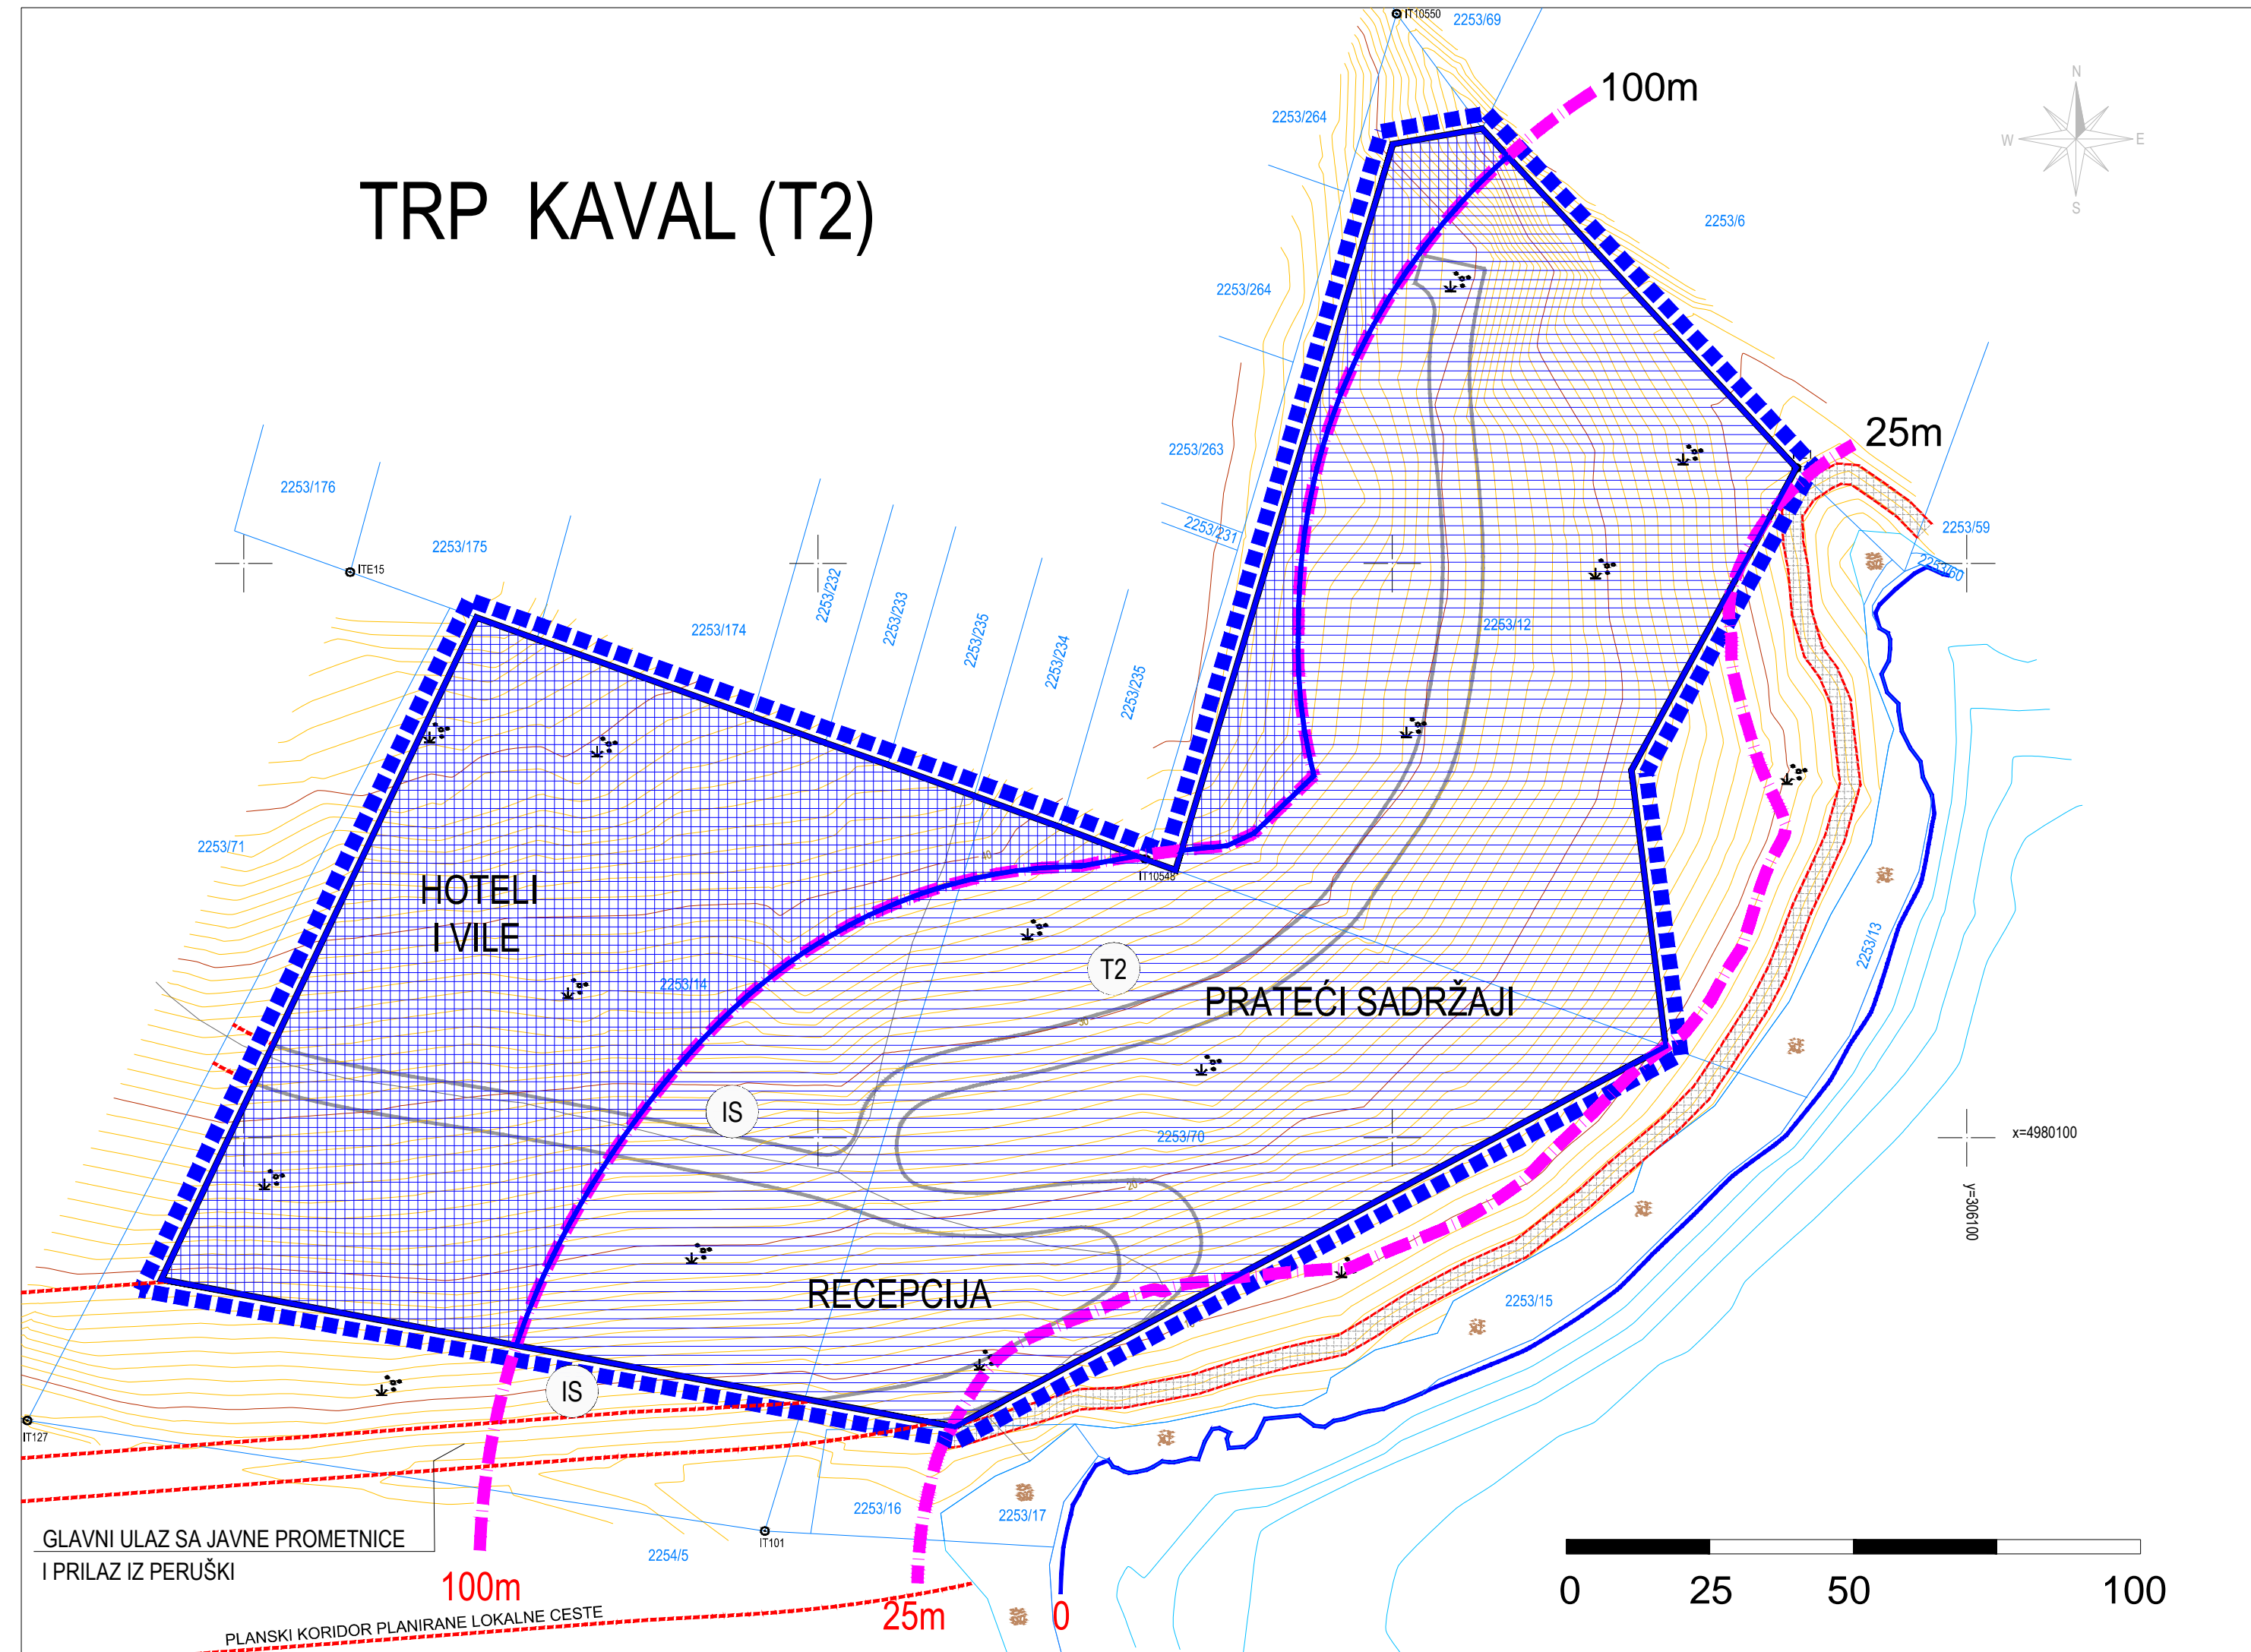 IT10550
2253/69
100m
N
2253/264
W
E
TRP KAVAL (T2)
S
2253/6
2253/264
25m
2253/263
2253/176
2253/231
2253/59
2253/175
ITE15
2253/60
2253/232
2253/233
2253/174
2253/235
2253/12
2253/234
2253/235
2253/71
40
IT10548
HOTELI
I VILE
2253/13
T2
2253/14
PRATEĆI SADRŽAJI
30
IS
2253/70
x=4980100
20
y=306100
RECEPCIJA
2253/15
IS
IT127
2253/16
2253/17
GLAVNI ULAZ SA JAVNE PROMETNICE
I PRILAZ IZ PERUŠKI
IT101
2254/5
100m
25m
0
0 25 50 100
PLANSKI KORIDOR PLANIRANE LOKALNE CESTE